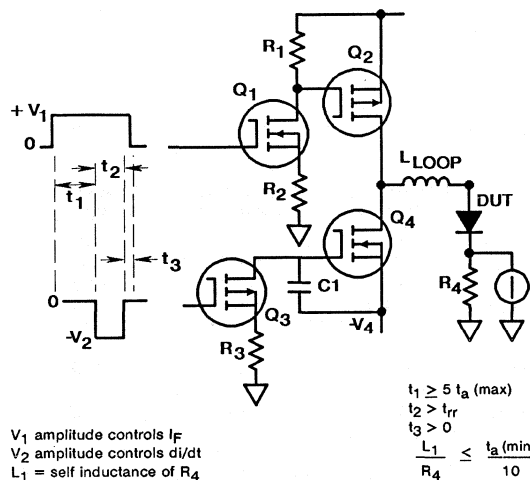 R1
Q2
Q1
+V1
0
t2
t1
R2
LLOOP
DUT
Q4
t3
0
C1
R4
-V2
Q3
-V4
R3
t1 ≥ 5 ta (max)
t2 > trr
t3 > 0
V1 amplitude controls IF
V2 amplitude controls di/dt
L1 = self inductance of R4
L1/R4 ≤ ta (min/10